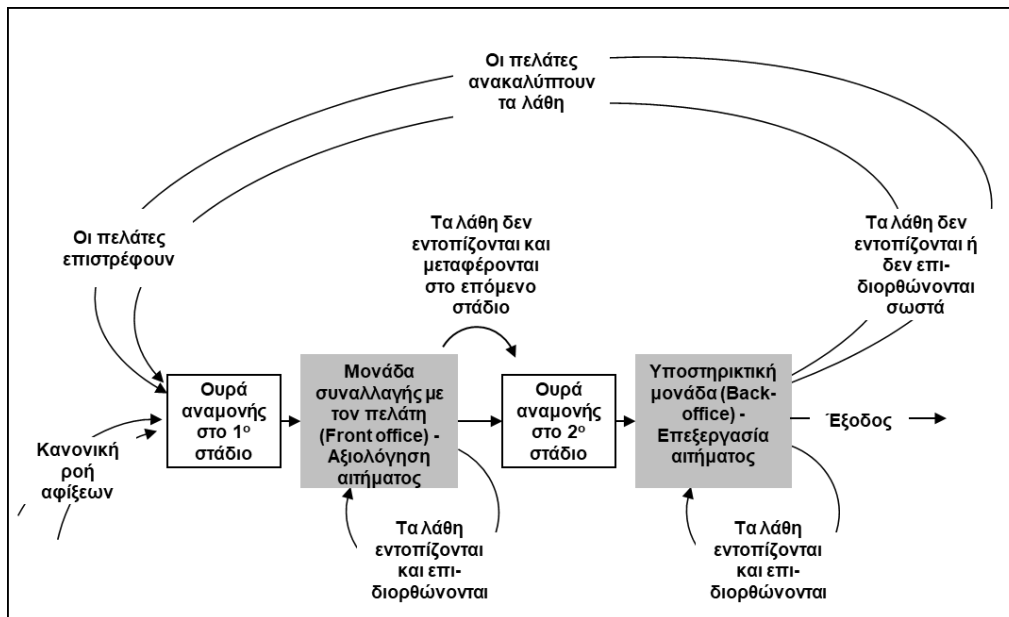 Οι πελάτες
ανακαλύπτουν
τα λάθη
Οι πελάτες
επιστρέφουν
Τα λάθη δεν
εντοπίζονται και
μεταφέρονται
στο επόμενο
στάδιο
Τα λάθη δεν
εντοπίζονται ή
δεν επι-
διορθώνονται
σωστά
Κανονική
ροή
αφίξεων
Ουρά
αναμονής
στο 1ο
στάδιο
Μονάδα
συναλλαγής με
τον πελάτη
(Front office) -
Αξιολόγηση
αιτήματος
Ουρά
αναμονής
στο 2ο
στάδιο
Υποστηρικτική
μονάδα (Back-
office) -
Επεξεργασία
αιτήματος
Έξοδος
Τα λάθη
εντοπίζονται
και επι-
διορθώνονται
Τα λάθη
εντοπίζονται
και επι-
διορθώνονται